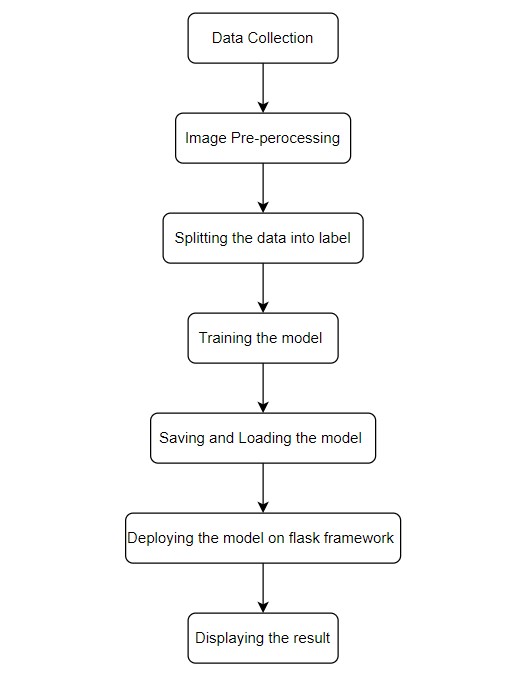 Data Collection
Image Pre-perocessing
Splitting the data into label
Training the model
Saving and Loading the model
Deploying the model on flask framework
Displaying the result